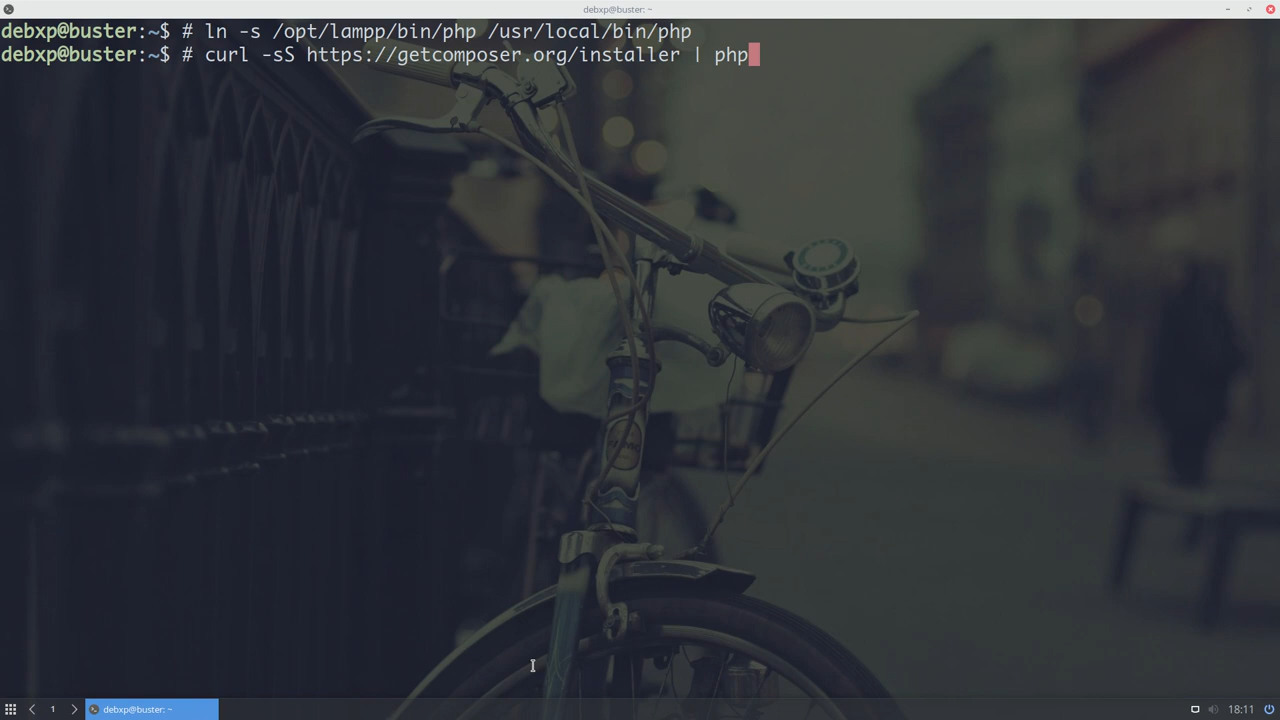 debxp@buster: ~
debxp@buster:~$ # ln -s /opt/lampp/bin/php /usr/local/bin/php
debxp@buster:~$ # curl -sS https://getcomposer.org/installer | php
1
debxp@buster: ~
18:11